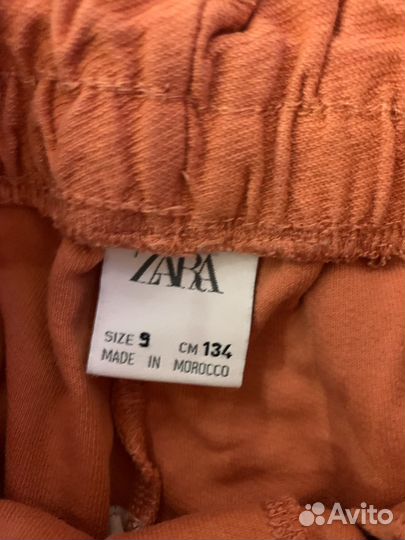 ZARA
SIZE 9 CM 134
MADE IN MOROCCO
Avito